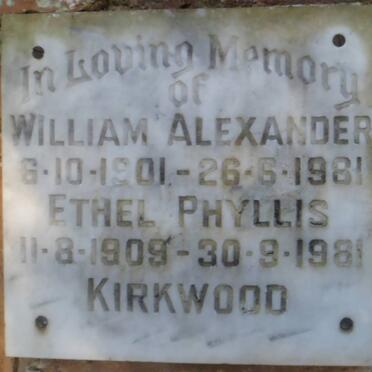 In Loving Memory
of
WILLIAM ALEXANDER
6-10-1901 - 26-6-1981
ETHEL PHYLLIS
11-8-1909 - 30-9-1981
KIRKWOOD